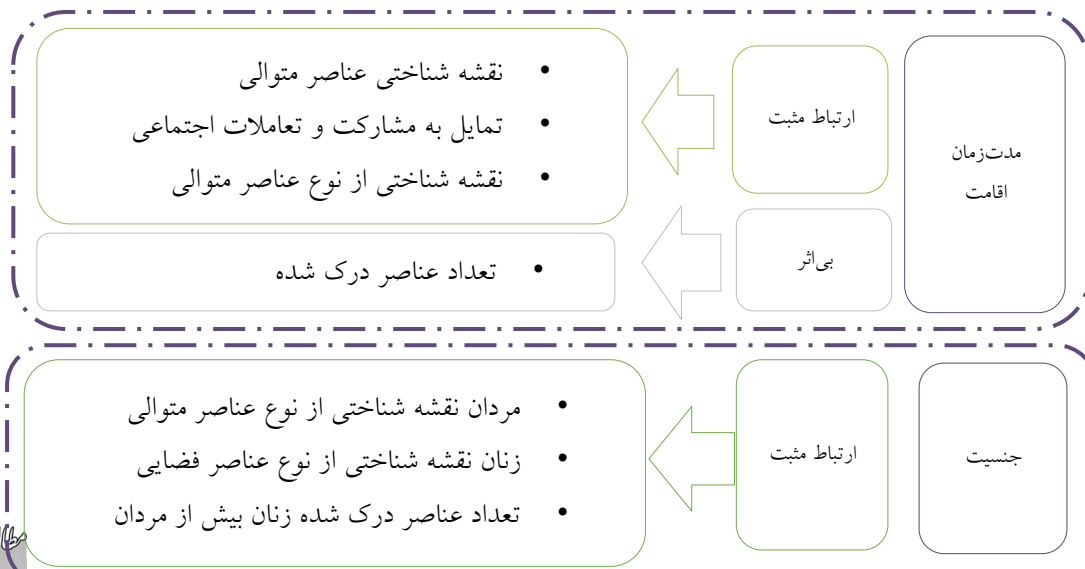 مدت‌زمان
اقامت
ارتباط مثبت
• نقشه شناختی عناصر متوالی
• تمایل به مشارکت و تعاملات اجتماعی
• نقشه شناختی از نوع عناصر متوالی
بی‌اثر
• تعداد عناصر درک شده
جنسیت
ارتباط مثبت
• مردان نقشه شناختی از نوع عناصر متوالی
• زنان نقشه شناختی از نوع عناصر فضایی
• تعداد عناصر درک شده زنان بیش از مردان